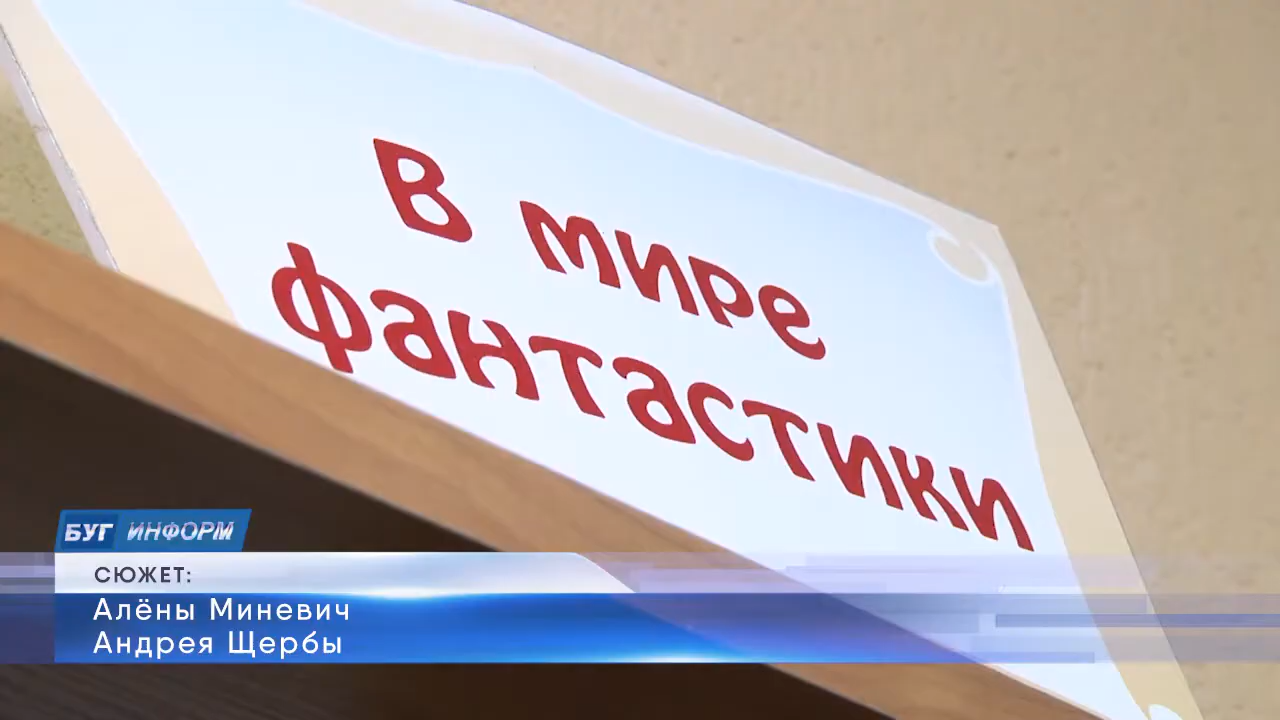 В мире
фантастики
БУГ ИНФОРМ
СЮЖЕТ:
Алёны Миневич
Андрея Щербы